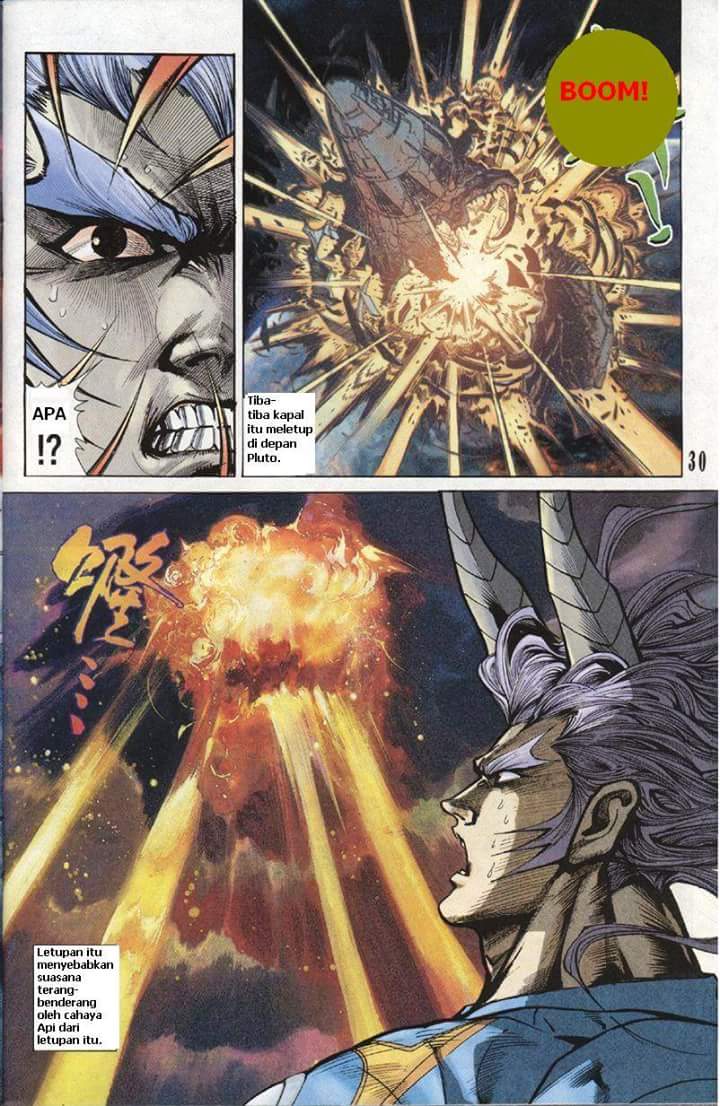 BOOM!
APA
!?
Tiba-
tiba kapal
itu meletup
di depan
Pluto.
30
Letupan itu
menyebabkan
suasana
terang-
benderang
oleh cahaya
Api dari
letupan itu.